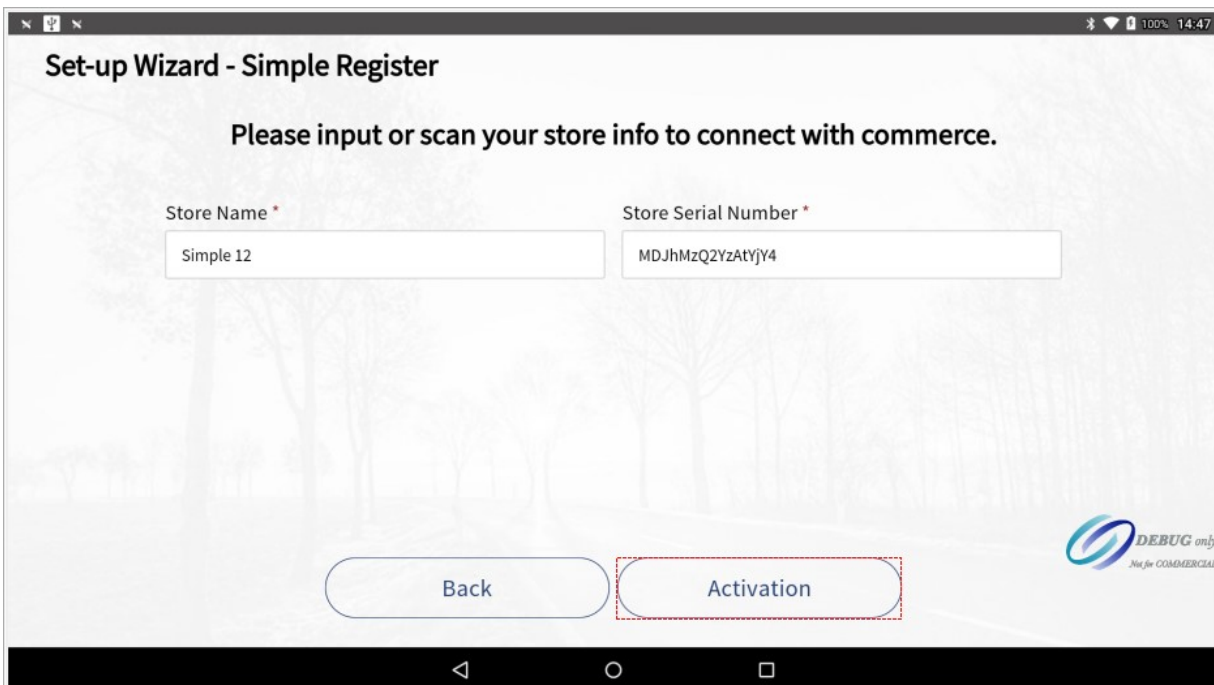 100% 14:47
Set-up Wizard - Simple Register
Please input or scan your store info to connect with commerce.
Store Name * Store Serial Number *
Simple 12 MDJhMzQ2YzAtYjY4
DEBUG only
Not for COMMERCIAL
Back Activation